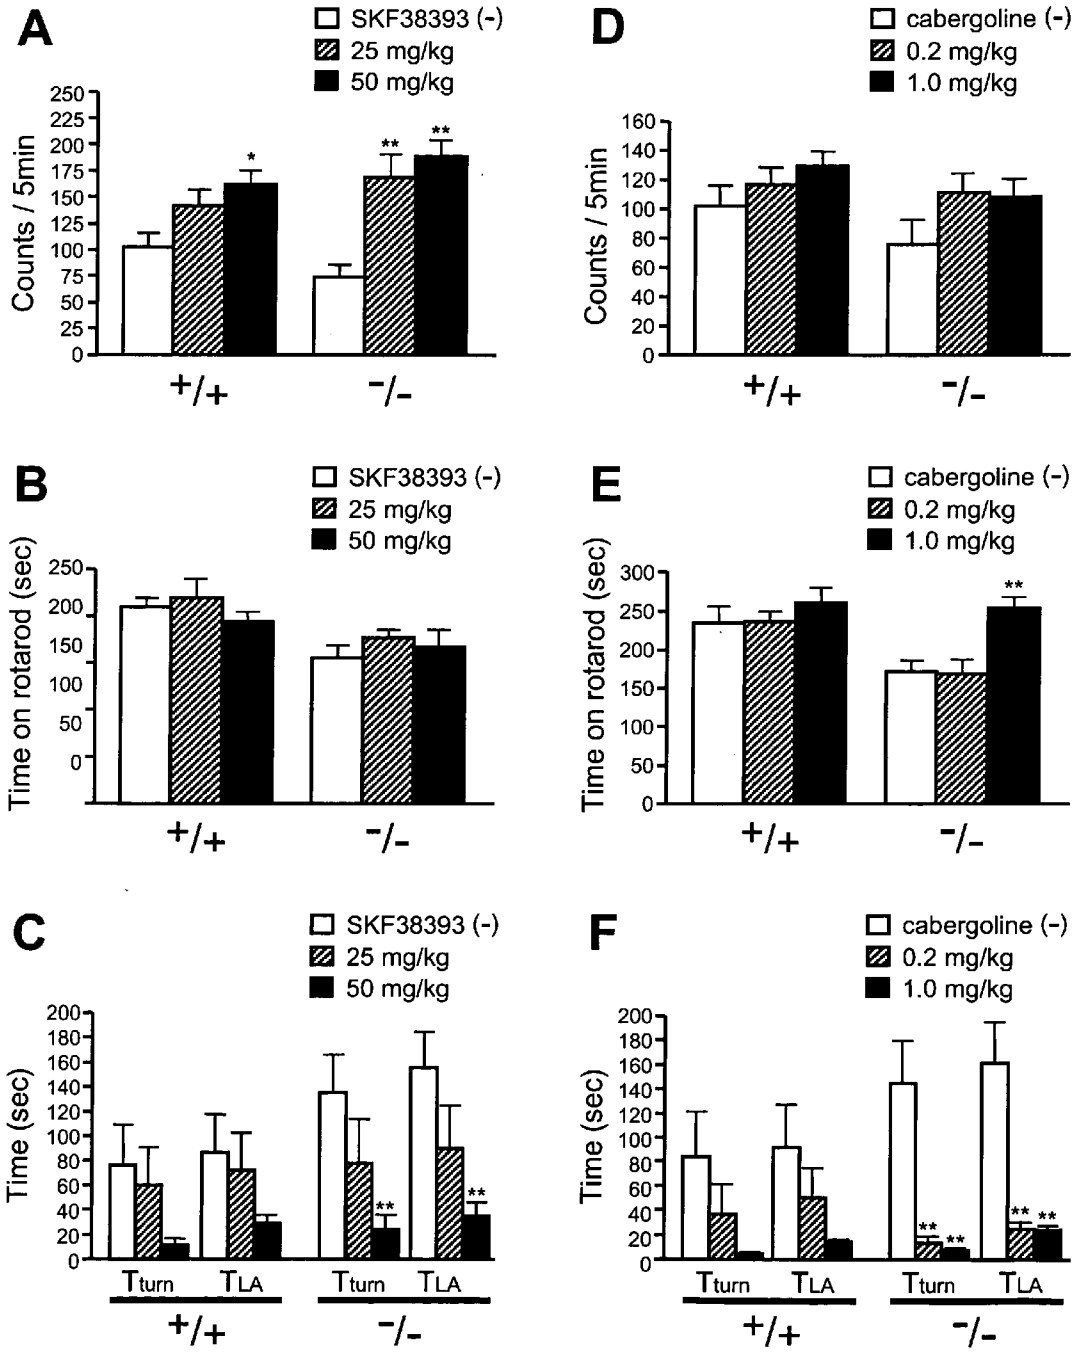 A
SKF38393 (-)
25 mg/kg
50 mg/kg
Counts / 5min
250
225
200
175
150
125
100
75
50
25
0
*
**
**
+/+
-/-
D
cabergoline (-)
0.2 mg/kg
1.0 mg/kg
Counts / 5min
160
140
120
100
80
60
40
20
0
+/+
-/-
B
SKF38393 (-)
25 mg/kg
50 mg/kg
Time on rotarod (sec)
250
200
150
100
50
0
+/+
-/-
E
cabergoline (-)
0.2 mg/kg
1.0 mg/kg
Time on rotarod (sec)
300
250
200
150
100
50
0
**
+/+
-/-
C
SKF38393 (-)
25 mg/kg
50 mg/kg
Time (sec)
200
180
160
140
120
100
80
60
40
20
0
**
**
Tturn
TLA
Tturn
TLA
+/+
-/-
F
cabergoline (-)
0.2 mg/kg
1.0 mg/kg
Time (sec)
200
180
160
140
120
100
80
60
40
20
0
**
**
**
**
Tturn
TLA
Tturn
TLA
+/+
-/-